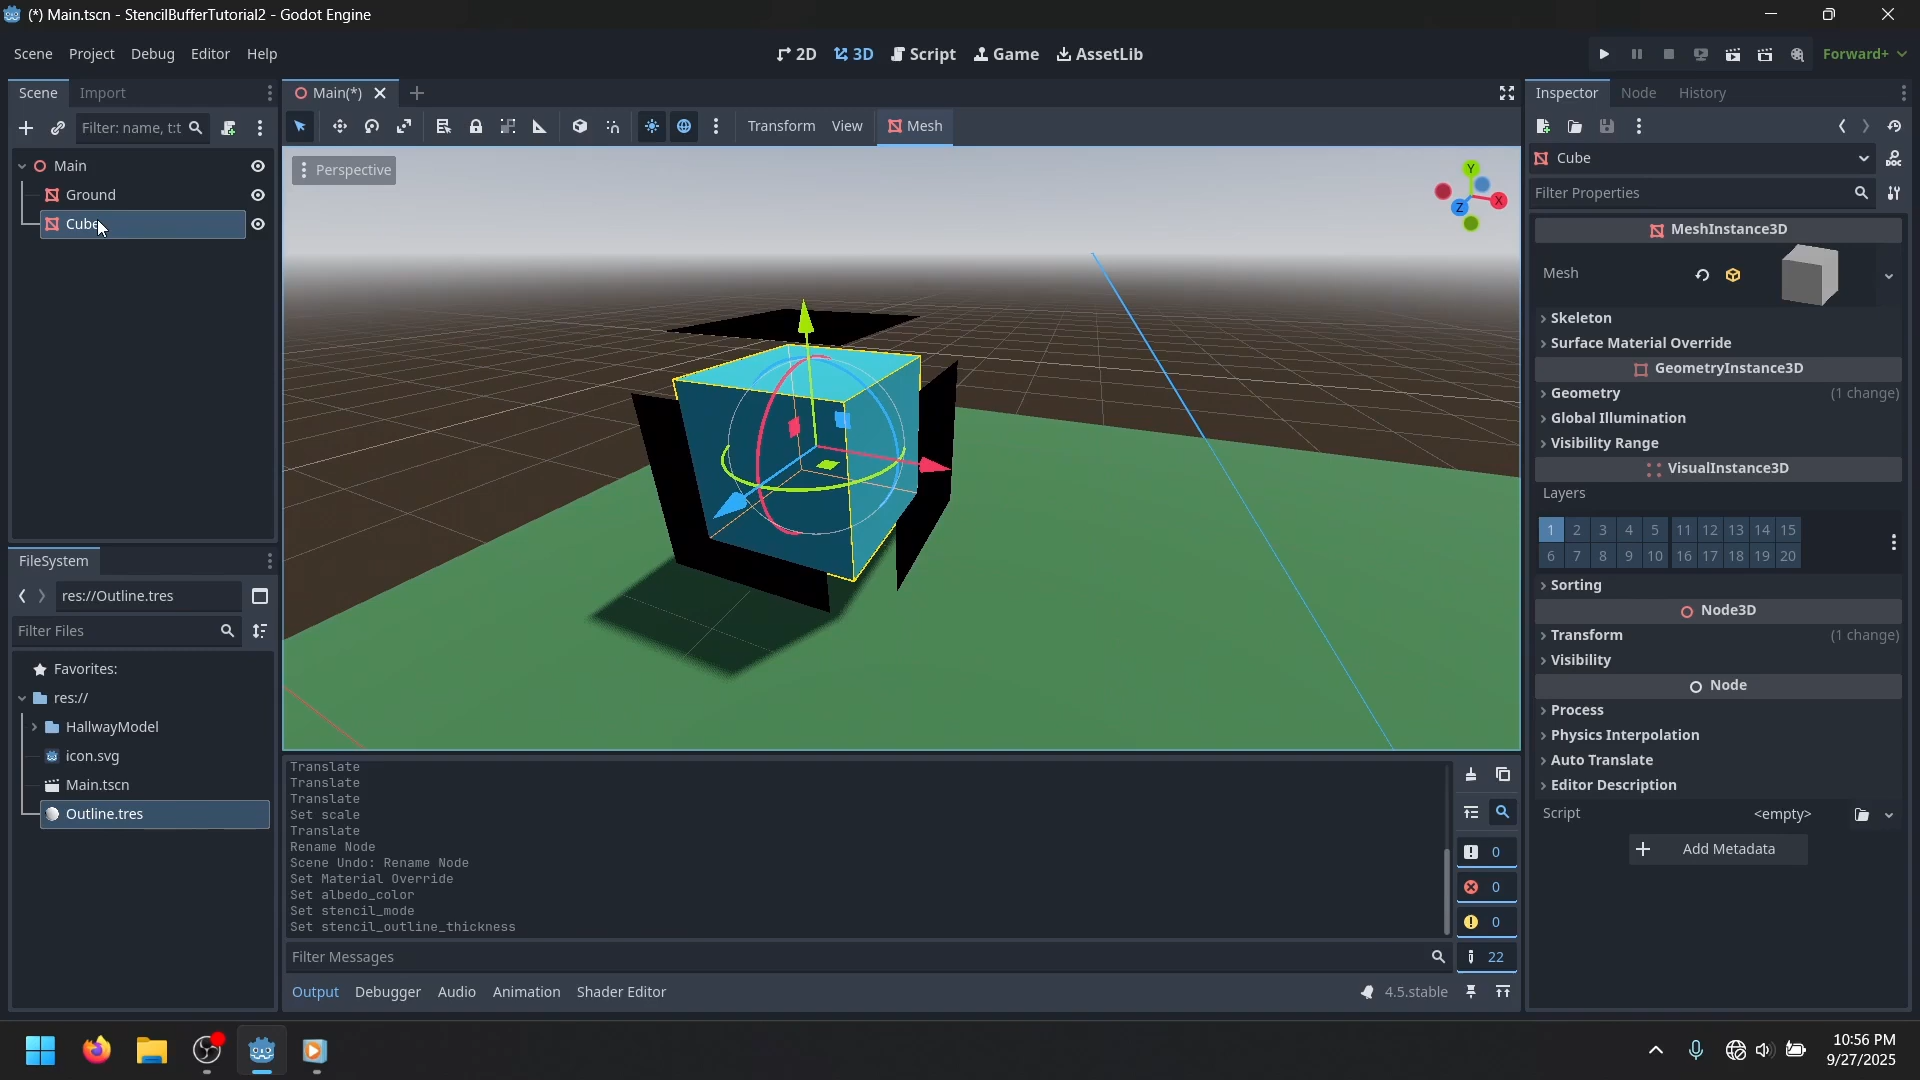 (*) Main.tscn - StencilBufferTutorial2 - Godot Engine
Scene Project Debug Editor Help
2D 3D Script Game AssetLib
Forward+
Scene Import
Filter: name, t:t
Main
Ground
Cube
Main(*)
Transform View Mesh
Perspective
Y
X
Z
FileSystem
res://Outline.tres
Filter Files
Favorites:
res://
HallwayModel
icon.svg
Main.tscn
Outline.tres
Translate
Translate
Translate
Set scale
Translate
Rename Node
Scene Undo: Rename Node
Set Material Override
Set albedo_color
Set stencil_mode
Set stencil_outline_thickness
Filter Messages
0
0
0
22
Output Debugger Audio Animation Shader Editor
4.5.stable
Inspector Node History
Cube
Filter Properties
MeshInstance3D
Mesh
Skeleton
Surface Material Override
GeometryInstance3D
Geometry (1 change)
Global Illumination
Visibility Range
VisualInstance3D
Layers
1 2 3 4 5 11 12 13 14 15
6 7 8 9 10 16 17 18 19 20
Sorting
Node3D
Transform (1 change)
Visibility
Node
Process
Physics Interpolation
Auto Translate
Editor Description
Script <empty>
Add Metadata
10:56 PM
9/27/2025